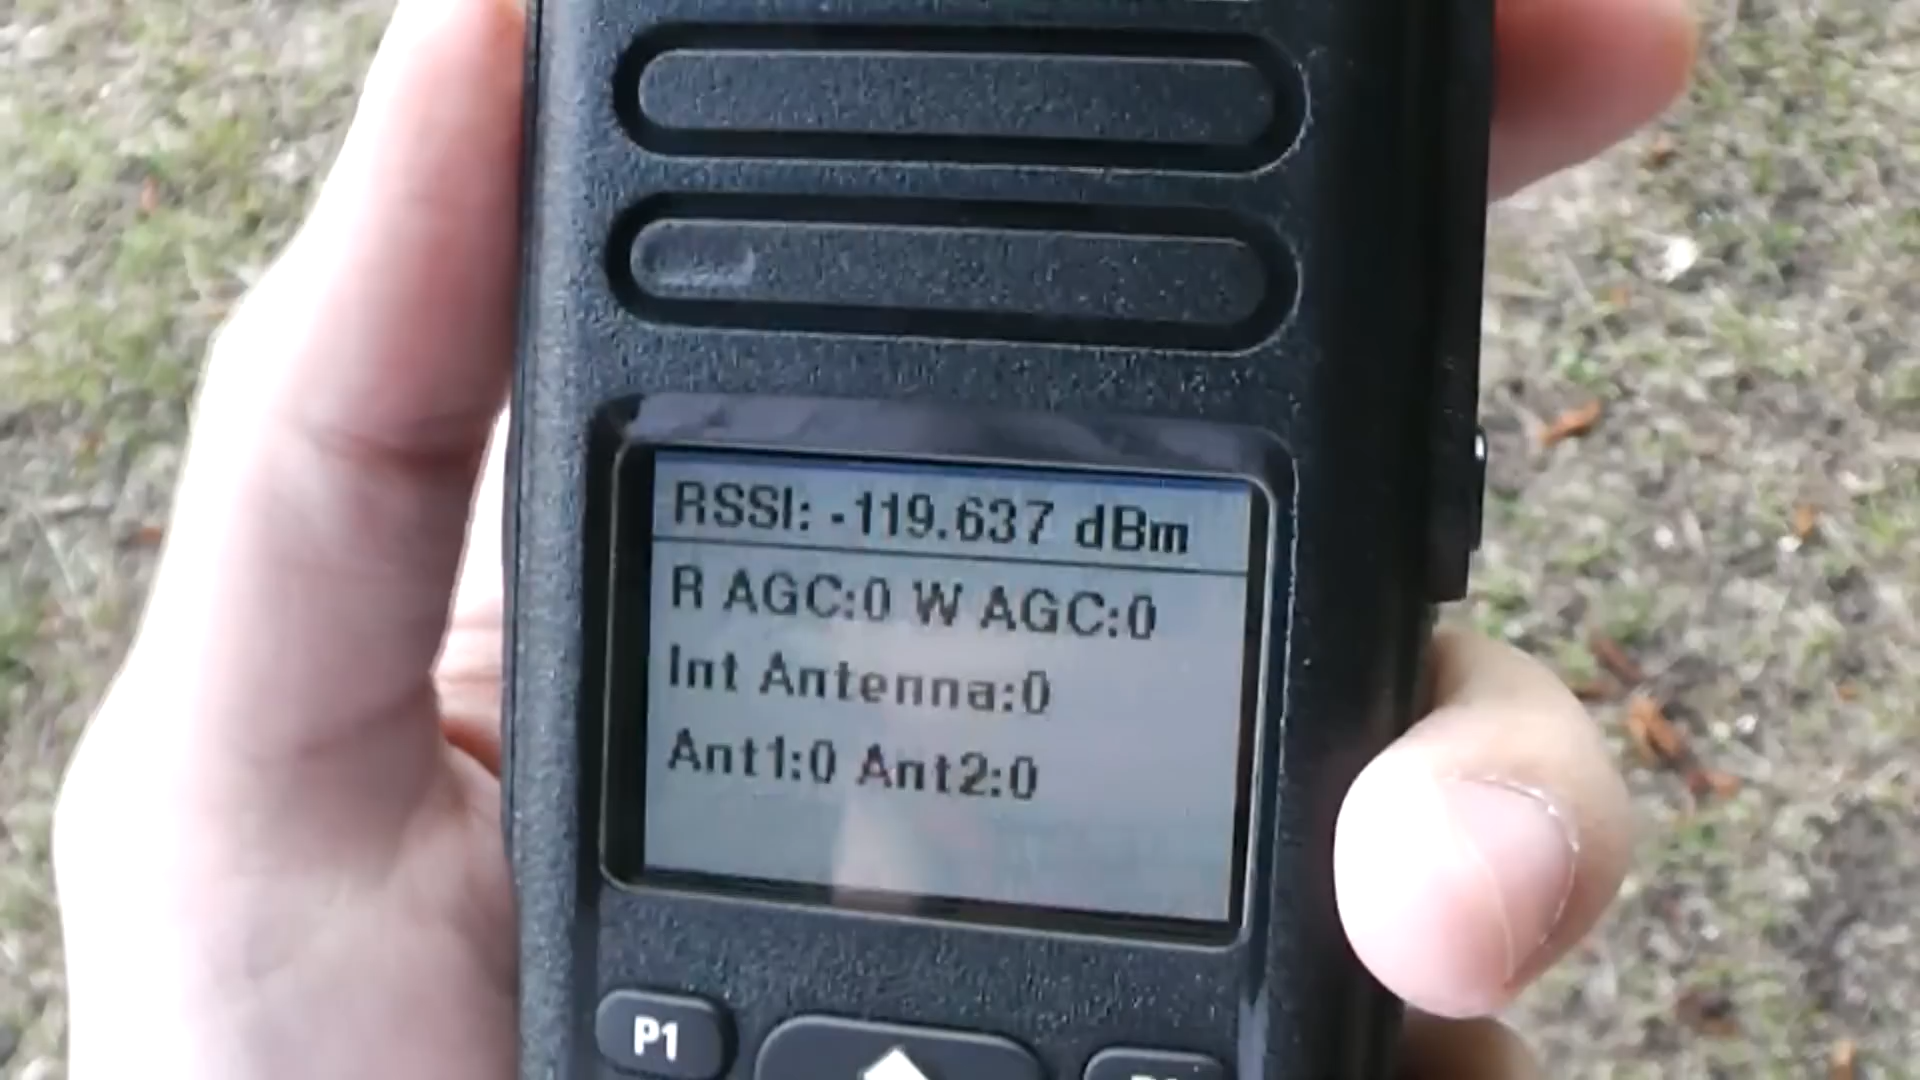 RSSI: -119.637 dBm
R AGC:0 W AGC:0
Int Antenna:0
Ant1:0 Ant2:0
P1